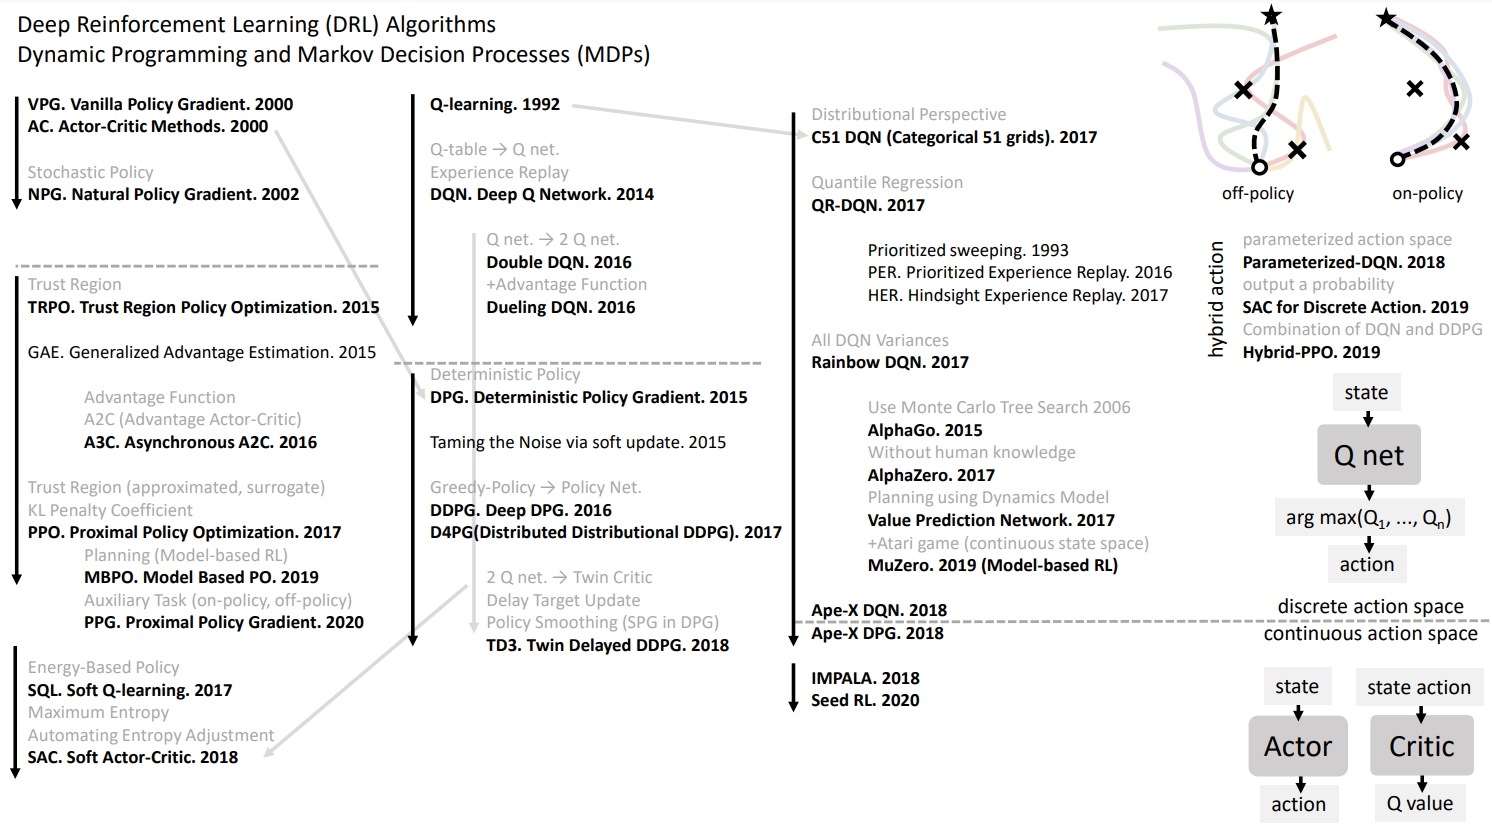 Deep Reinforcement Learning (DRL) Algorithms
Dynamic Programming and Markov Decision Processes (MDPs)
VPG. Vanilla Policy Gradient. 2000
AC. Actor-Critic Methods. 2000
Stochastic Policy
NPG. Natural Policy Gradient. 2002
Trust Region
TRPO. Trust Region Policy Optimization. 2015
GAE. Generalized Advantage Estimation. 2015
Advantage Function
A2C (Advantage Actor-Critic)
A3C. Asynchronous A2C. 2016
Trust Region (approximated, surrogate)
KL Penalty Coefficient
PPO. Proximal Policy Optimization. 2017
Planning (Model-based RL)
MBPO. Model Based PO. 2019
Auxiliary Task (on-policy, off-policy)
PPG. Proximal Policy Gradient. 2020
Energy-Based Policy
SQL. Soft Q-learning. 2017
Maximum Entropy
Automating Entropy Adjustment
SAC. Soft Actor-Critic. 2018
Q-learning. 1992
Q-table → Q net.
Experience Replay
DQN. Deep Q Network. 2014
Q net. → 2 Q net.
Double DQN. 2016
+Advantage Function
Dueling DQN. 2016
Deterministic Policy
DPG. Deterministic Policy Gradient. 2015
Taming the Noise via soft update. 2015
Greedy-Policy → Policy Net.
DDPG. Deep DPG. 2016
D4PG(Distributed Distributional DDPG). 2017
2 Q net. → Twin Critic
Delay Target Update
Policy Smoothing (SPG in DPG)
TD3. Twin Delayed DDPG. 2018
Distributional Perspective
C51 DQN (Categorical 51 grids). 2017
Quantile Regression
QR-DQN. 2017
Prioritized sweeping. 1993
PER. Prioritized Experience Replay. 2016
HER. Hindsight Experience Replay. 2017
All DQN Variances
Rainbow DQN. 2017
Use Monte Carlo Tree Search 2006
AlphaGo. 2015
Without human knowledge
AlphaZero. 2017
Planning using Dynamics Model
Value Prediction Network. 2017
+Atari game (continuous state space)
MuZero. 2019 (Model-based RL)
Ape-X DQN. 2018
Ape-X DPG. 2018
IMPALA. 2018
Seed RL. 2020
off-policy
on-policy
hybrid action
parameterized action space
Parameterized-DQN. 2018
output a probability
SAC for Discrete Action. 2019
Combination of DQN and DDPG
Hybrid-PPO. 2019
state
Q net
arg max(Q1, ..., Qn)
action
discrete action space
continuous action space
state
Actor
action
state action
Critic
Q value